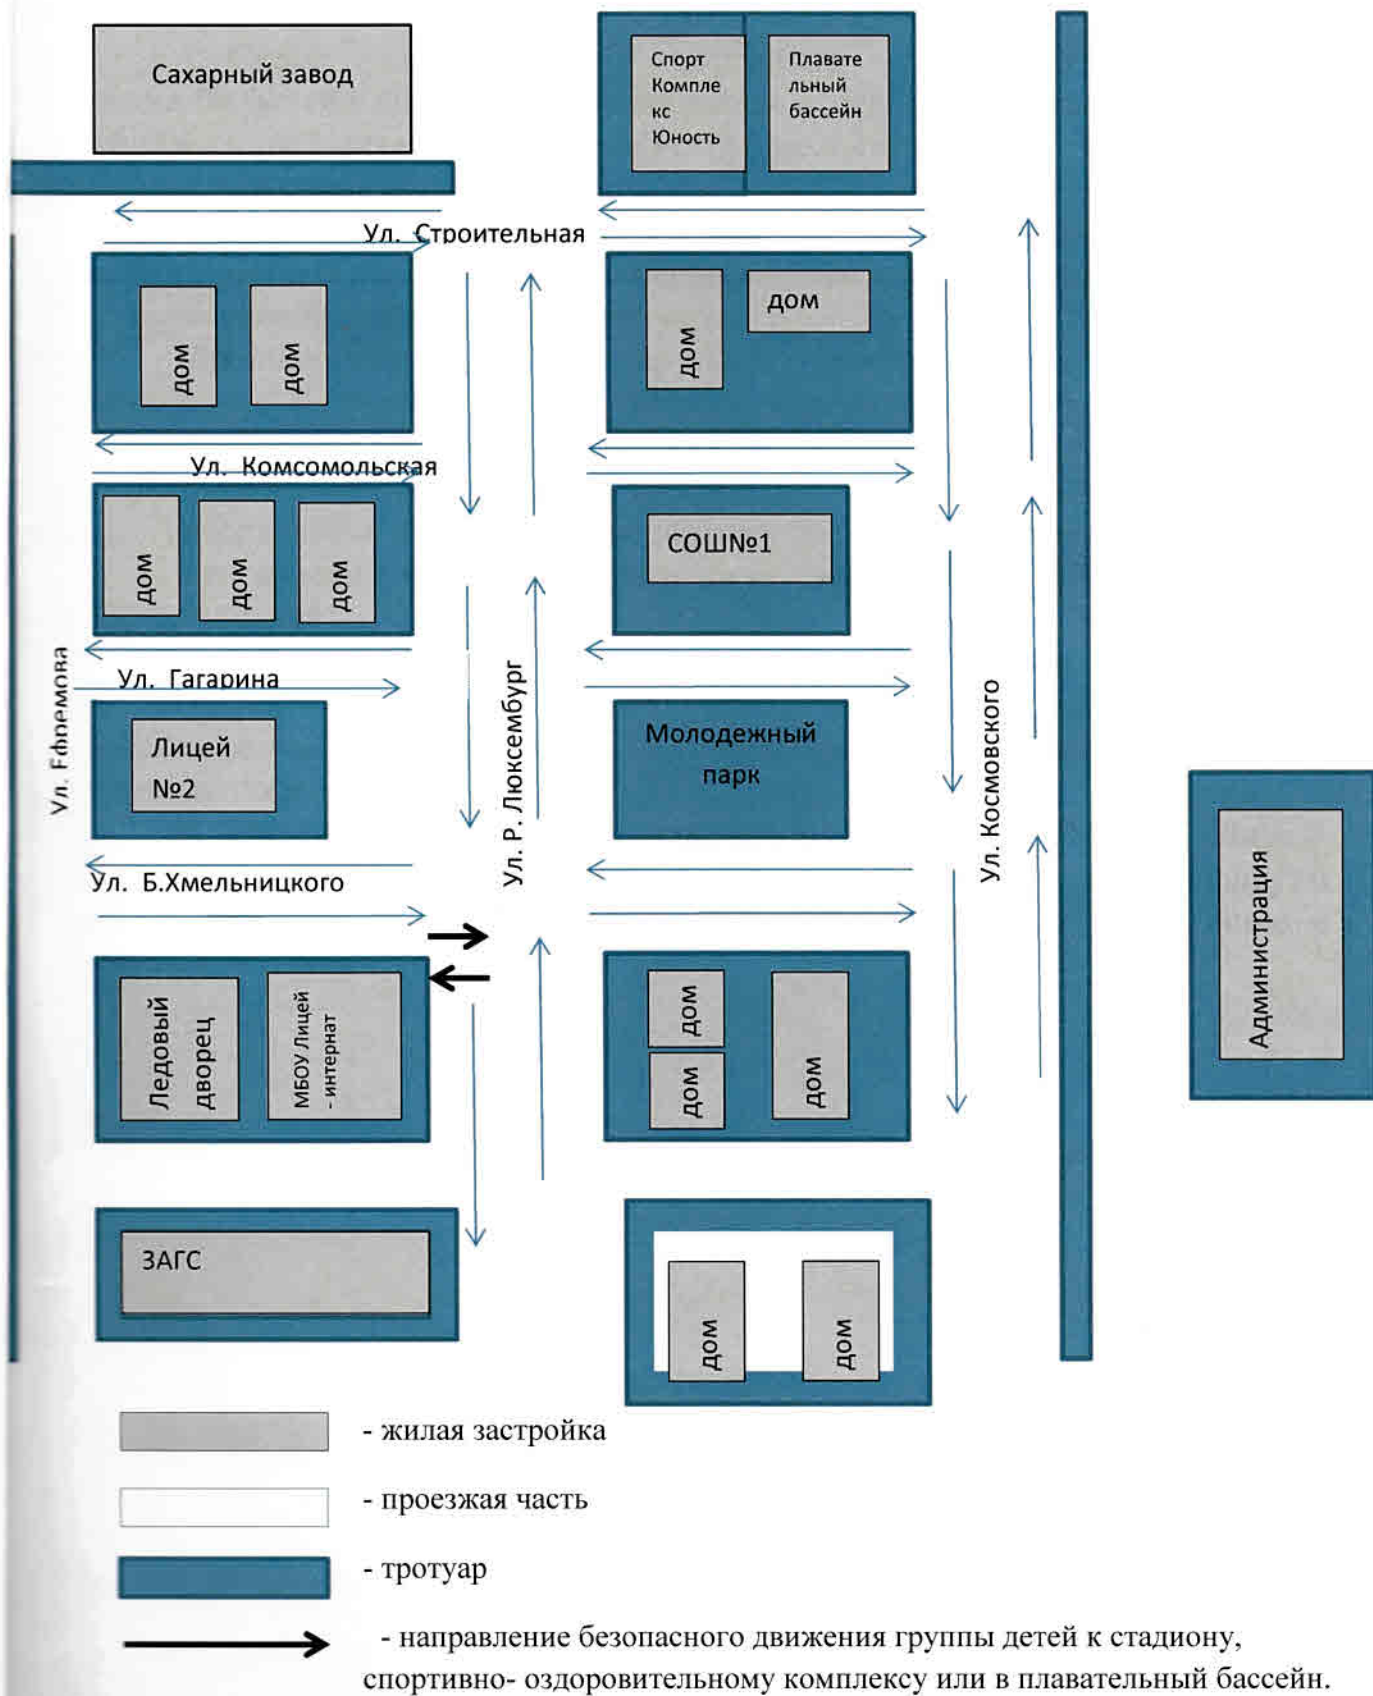 Сахарный завод
Спорт
Компле
кс
Юность
Плавате
льный
бассейн
Ул. Строительная
дом
дом
дом
дом
Ул. Комсомольская
дом
дом
дом
СОШ№1
Ул. Ефремова
Ул. Гагарина
Лицей
№2
Ул. Р. Люксембург
Молодежный
парк
Ул. Космовского
Ул. Б.Хмельницкого
Администрация
Ледовый
дворец
МБОУ Лицей
- интернат
дом
дом
дом
ЗАГС
дом
дом
- жилая застройка
- проезжая часть
- тротуар
- направление безопасного движения группы детей к стадиону,
спортивно- оздоровительному комплексу или в плавательный бассейн.